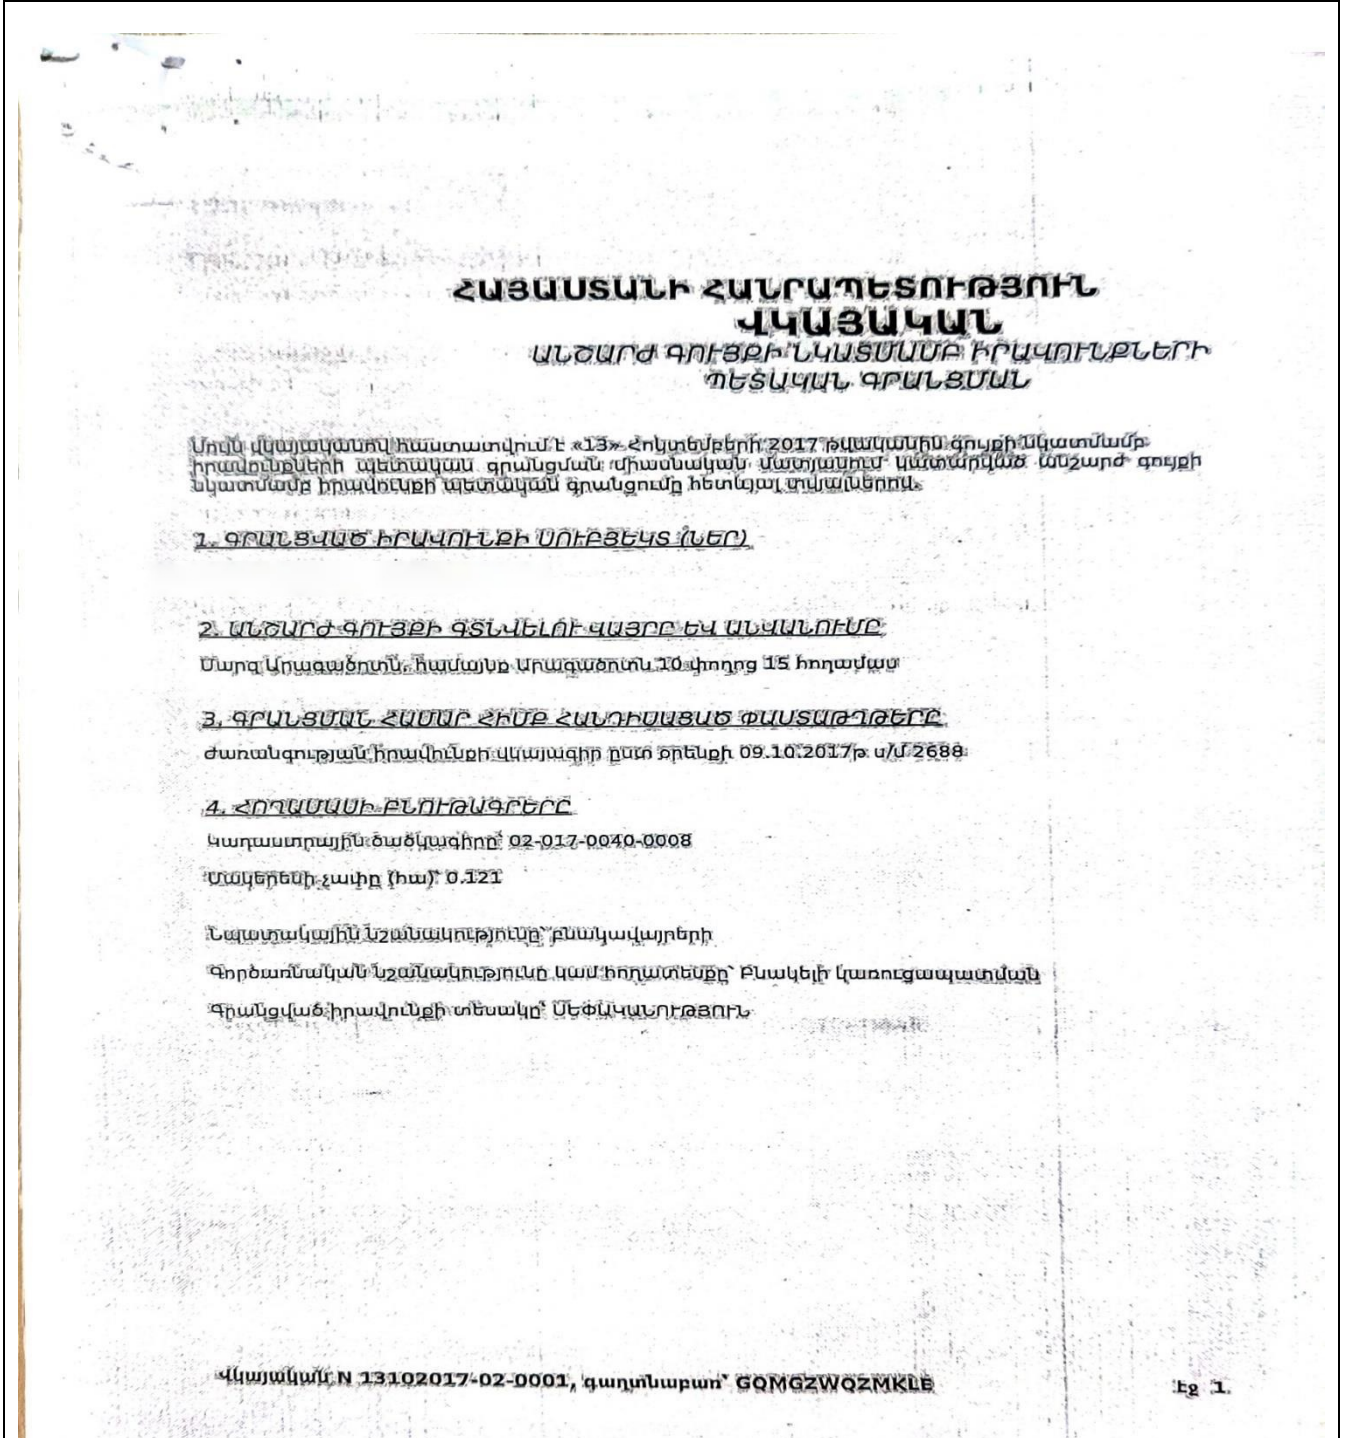 ՀԱՅԱՍՏԱՆԻ ՀԱՆՐԱՊԵՏՈՒԹՅՈՒՆ
ՎԿԱՅԱԿԱՆ
ԱՆՇԱՐԺ ԳՈՒՅՔԻ ՆԿԱՏՄԱՄԲ ԻՐԱՎՈՒՆՔՆԵՐԻ
ՊԵՏԱԿԱՆ ԳՐԱՆՑՄԱՆ
Սույն վկայականով հաստատվում է «13» Հոկտեմբերի 2017 թվականին գույքի նկատմամբ
իրավունքների պետական գրանցման միասնական մատյանում կատարված անշարժ գույքի
նկատմամբ իրավունքի պետական գրանցումը հետևյալ տվյալներով.
1. ԳՐԱՆՑՎԱԾ ԻՐԱՎՈՒՆՔԻ ՍՈՒԲՅԵԿՏ (ՆԵՐ)
2. ԱՆՇԱՐԺ ԳՈՒՅՔԻ ԳՏՆՎԵԼՈՒ ՎԱՅՐԸ ԵՎ ԱՆՎԱՆՈՒՄԸ
Մարզ Արագածոտն, համայնք Արագածոտն 10 փողոց 15 հողամաս
3. ԳՐԱՆՑՄԱՆ ՀԱՄԱՐ ՀԻՄՔ ՀԱՆԴԻՍԱՑԱԾ ՓԱՍՏԱԹՂԹԵՐԸ
Ժառանգության իրավունքի վկայագիր ըստ օրենքի 09.10.2017թ ս/մ 2688
4. ՀՈՂԱՄԱՍԻ ԲՆՈՒԹԱԳՐԵՐԸ
Կադաստրային ծածկագիրը՝ 02-017-0040-0008
Մակերեսի չափը (հա)՝ 0.121
Նպատակային նշանակությունը՝ բնակավայրերի
Գործառնական նշանակությունը կամ հողատեսքը՝ Բնակելի կառուցապատման
Գրանցված իրավունքի տեսակը՝ ՍԵՓԱԿԱՆՈՒԹՅՈՒՆ
Վկայական N 13102017-02-0001, գաղտնաբառ՝ GQMGZWQZMKLE
էջ 1